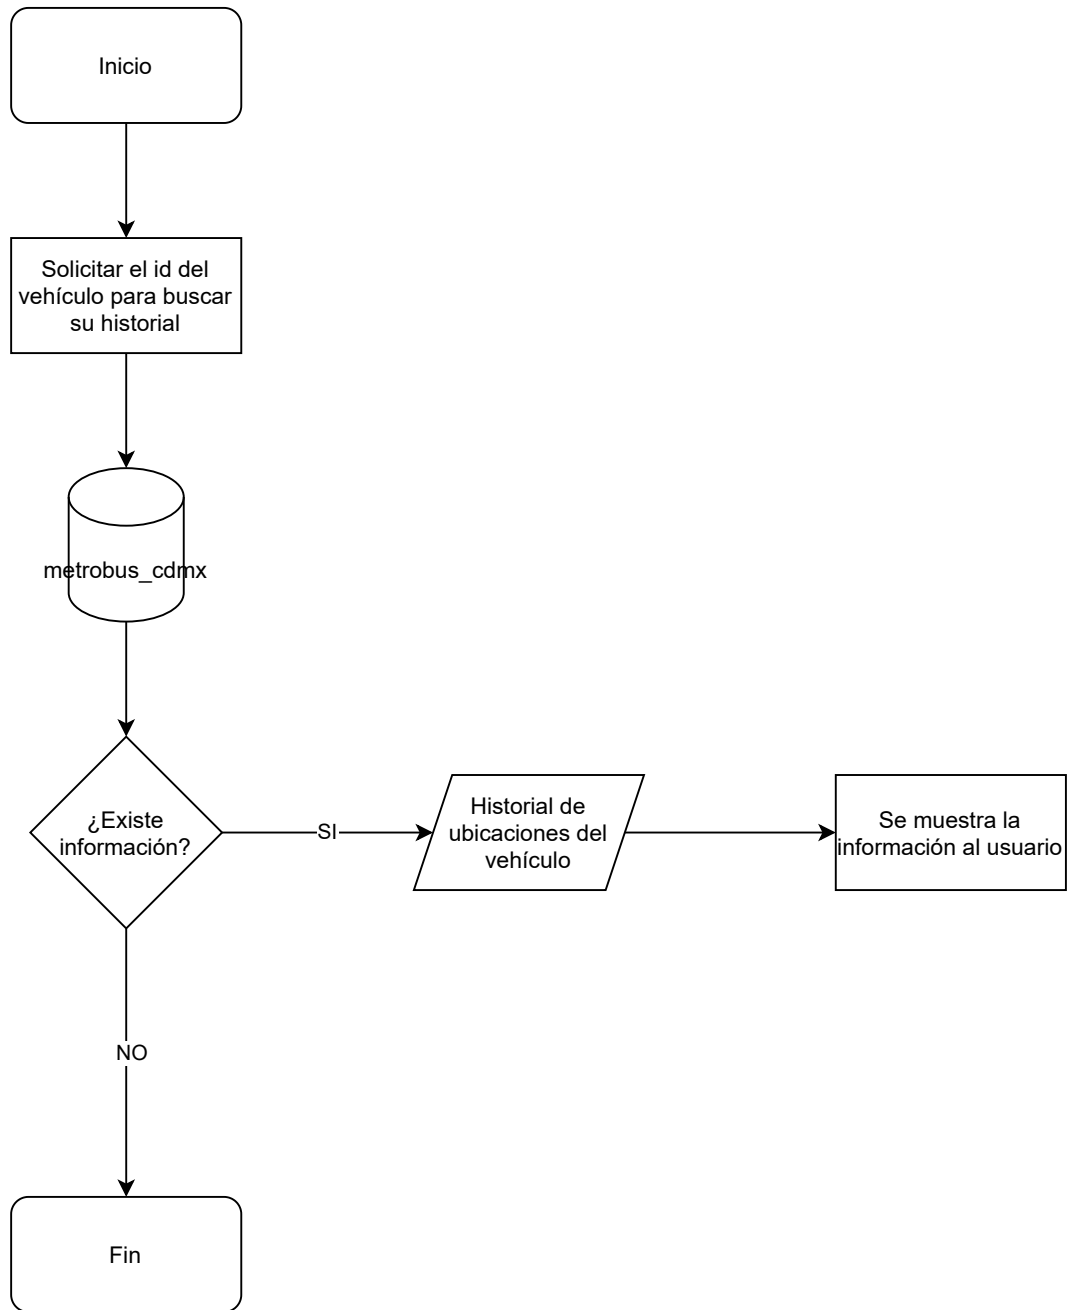 Inicio
Solicitar el id del
vehículo para buscar
su historial
metrobus_cdmx
¿Existe
información?
SI
Historial de
ubicaciones del
vehículo
Se muestra la
información al usuario
NO
Fin